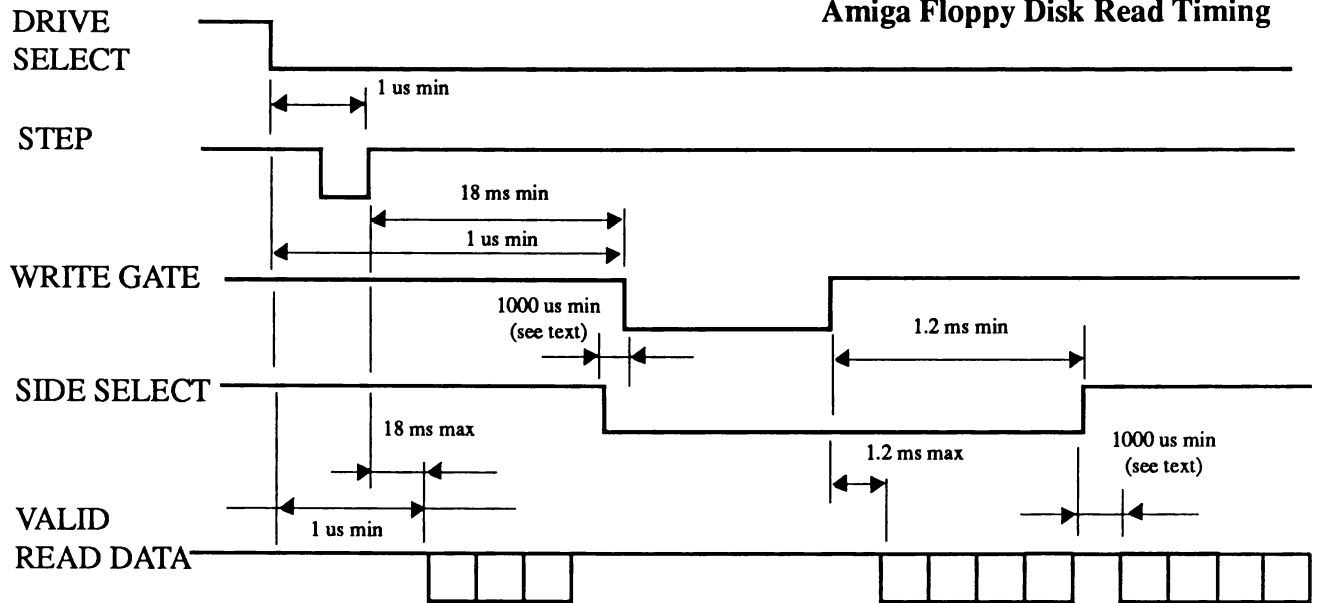 Amiga Floppy Disk Read Timing
DRIVE
SELECT
1 us min
STEP
18 ms min
1 us min
WRITE GATE
1000 us min
(see text)
1.2 ms min
SIDE SELECT
18 ms max
1.2 ms max
1000 us min
(see text)
1 us min
VALID
READ DATA